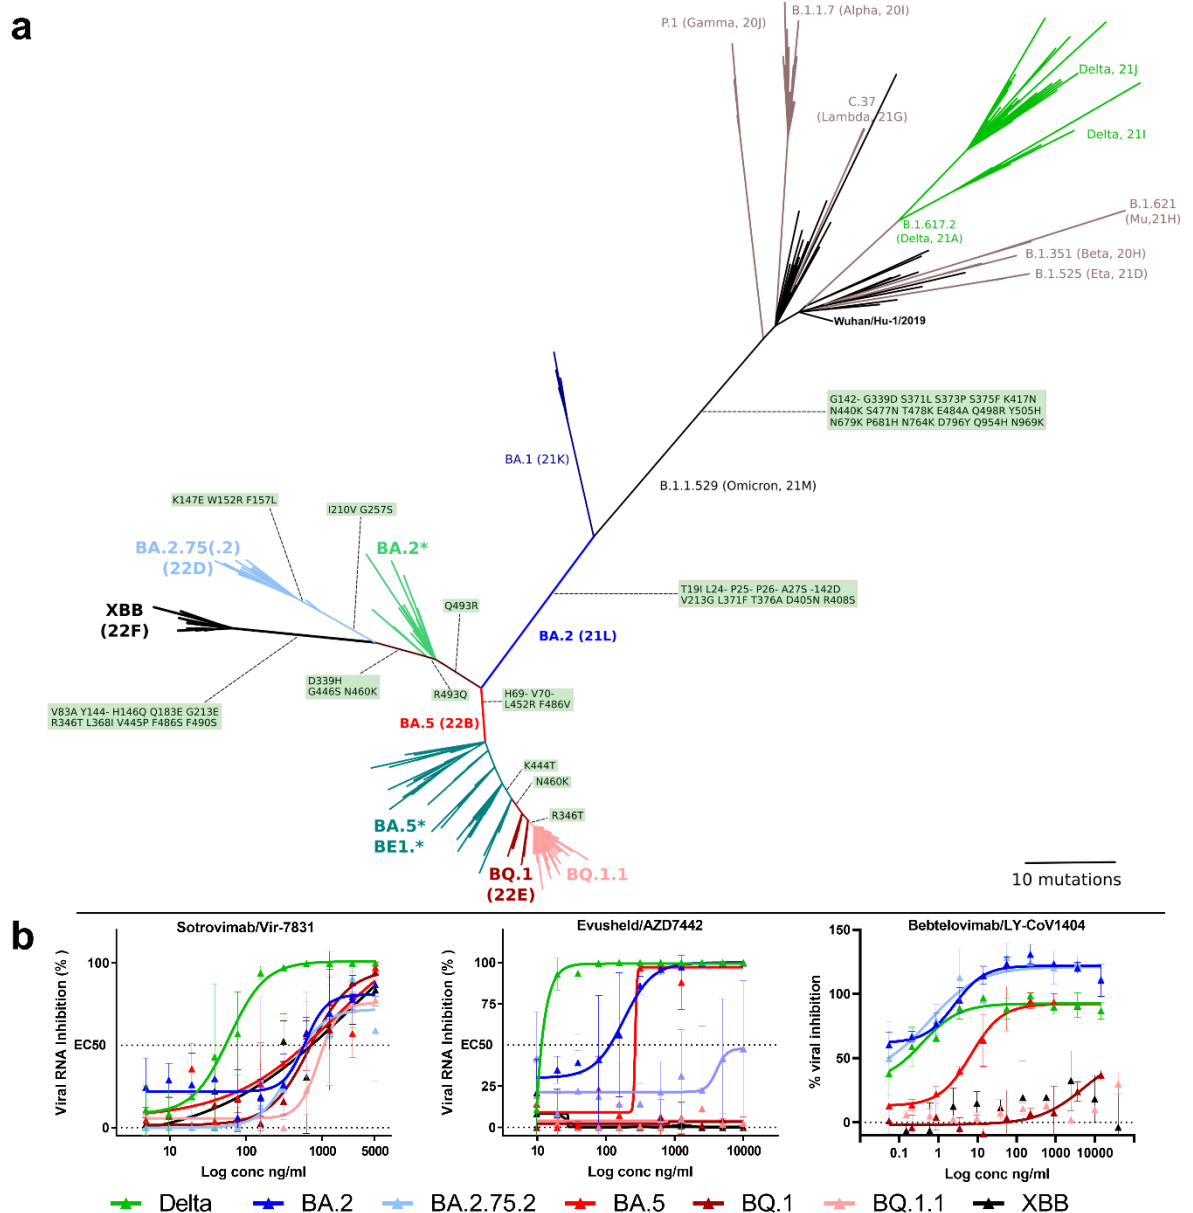 a
P.1 (Gamma, 20J)
B.1.1.7 (Alpha, 20I)
C.37
(Lambda, 21G)
Delta, 21J
Delta, 21I
B.1.617.2
(Delta, 21A)
B.1.621
(Mu,21H)
B.1.351 (Beta, 20H)
B.1.525 (Eta, 21D)
Wuhan/Hu-1/2019
G142- G339D S371L S373P S375F K417N
N440K S477N T478K E484A Q498R Y505H
N679K P681H N764K D796Y Q954H N969K
BA.1 (21K)
B.1.1.529 (Omicron, 21M)
K147E W152R F157L
I210V G257S
BA.2.75(.2)
(22D)
BA.2*
T19I L24- P25- P26- A27S -142D
V213G L371F T376A D405N R408S
XBB
(22F)
Q493R
BA.2 (21L)
D339H
G446S N460K
R493Q
H69- V70-
L452R F486V
V83A Y144- H146Q Q183E G213E
R346T L368I V445P F486S F490S
BA.5 (22B)
K444T
N460K
R346T
BA.5*
BE1.*
BQ.1
(22E)
BQ.1.1
10 mutations
b
Sotrovimab/Vir-7831
Viral RNA Inhibition (% )
100
EC50
0
10
100
1000
5000
Log conc ng/ml
Evusheld/AZD7442
Viral RNA Inhibition (% )
100
75
EC50
25
0
10
100
1000
10000
Log conc ng/ml
Bebtelovimab/LY-CoV1404
% viral inhibition
150
100
50
0
0.1
1
10
100
1000
10000
Log conc ng/ml
Delta
BA.2
BA.2.75.2
BA.5
BQ.1
BQ.1.1
XBB